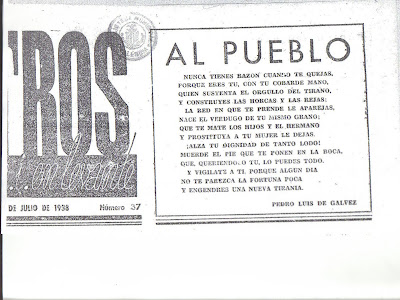 'ROS
DE JULIO de 1938 Número 37
AL PUEBLO
NUNCA TIENES RAZON CUANDO TE QUEJAS,
PORQUE ERES TU, CON TU COBARDE MANO,
QUIEN SUSTENTA EL ORGULLO DEL TIRANO,
Y CONSTRUYES LAS HORCAS Y LAS REJAS;
LA RED EN QUE TE PRENDE LE APAREJAS,
NACE EL VERDUGO DE TU MISMO GRANO;
QUE TE MATE LOS HIJOS Y EL HERMANO
Y PROSTITUYA A TU MUJER LE DEJAS.
¡ALZA TU DIGNIDAD DE TANTO LODO!
MUERDE EL PIE QUE TE PONEN EN LA BOCA,
QUE, QUERIENDO, O TU, LO PUEDES TODO.
Y VIGILATE A TI, PORQUE ALGUN DIA
NO TE PAREZCA LA FORTUNA POCA
Y ENGENDRES UNA NUEVA TIRANIA.
PEDRO LUIS DE GALVEZ